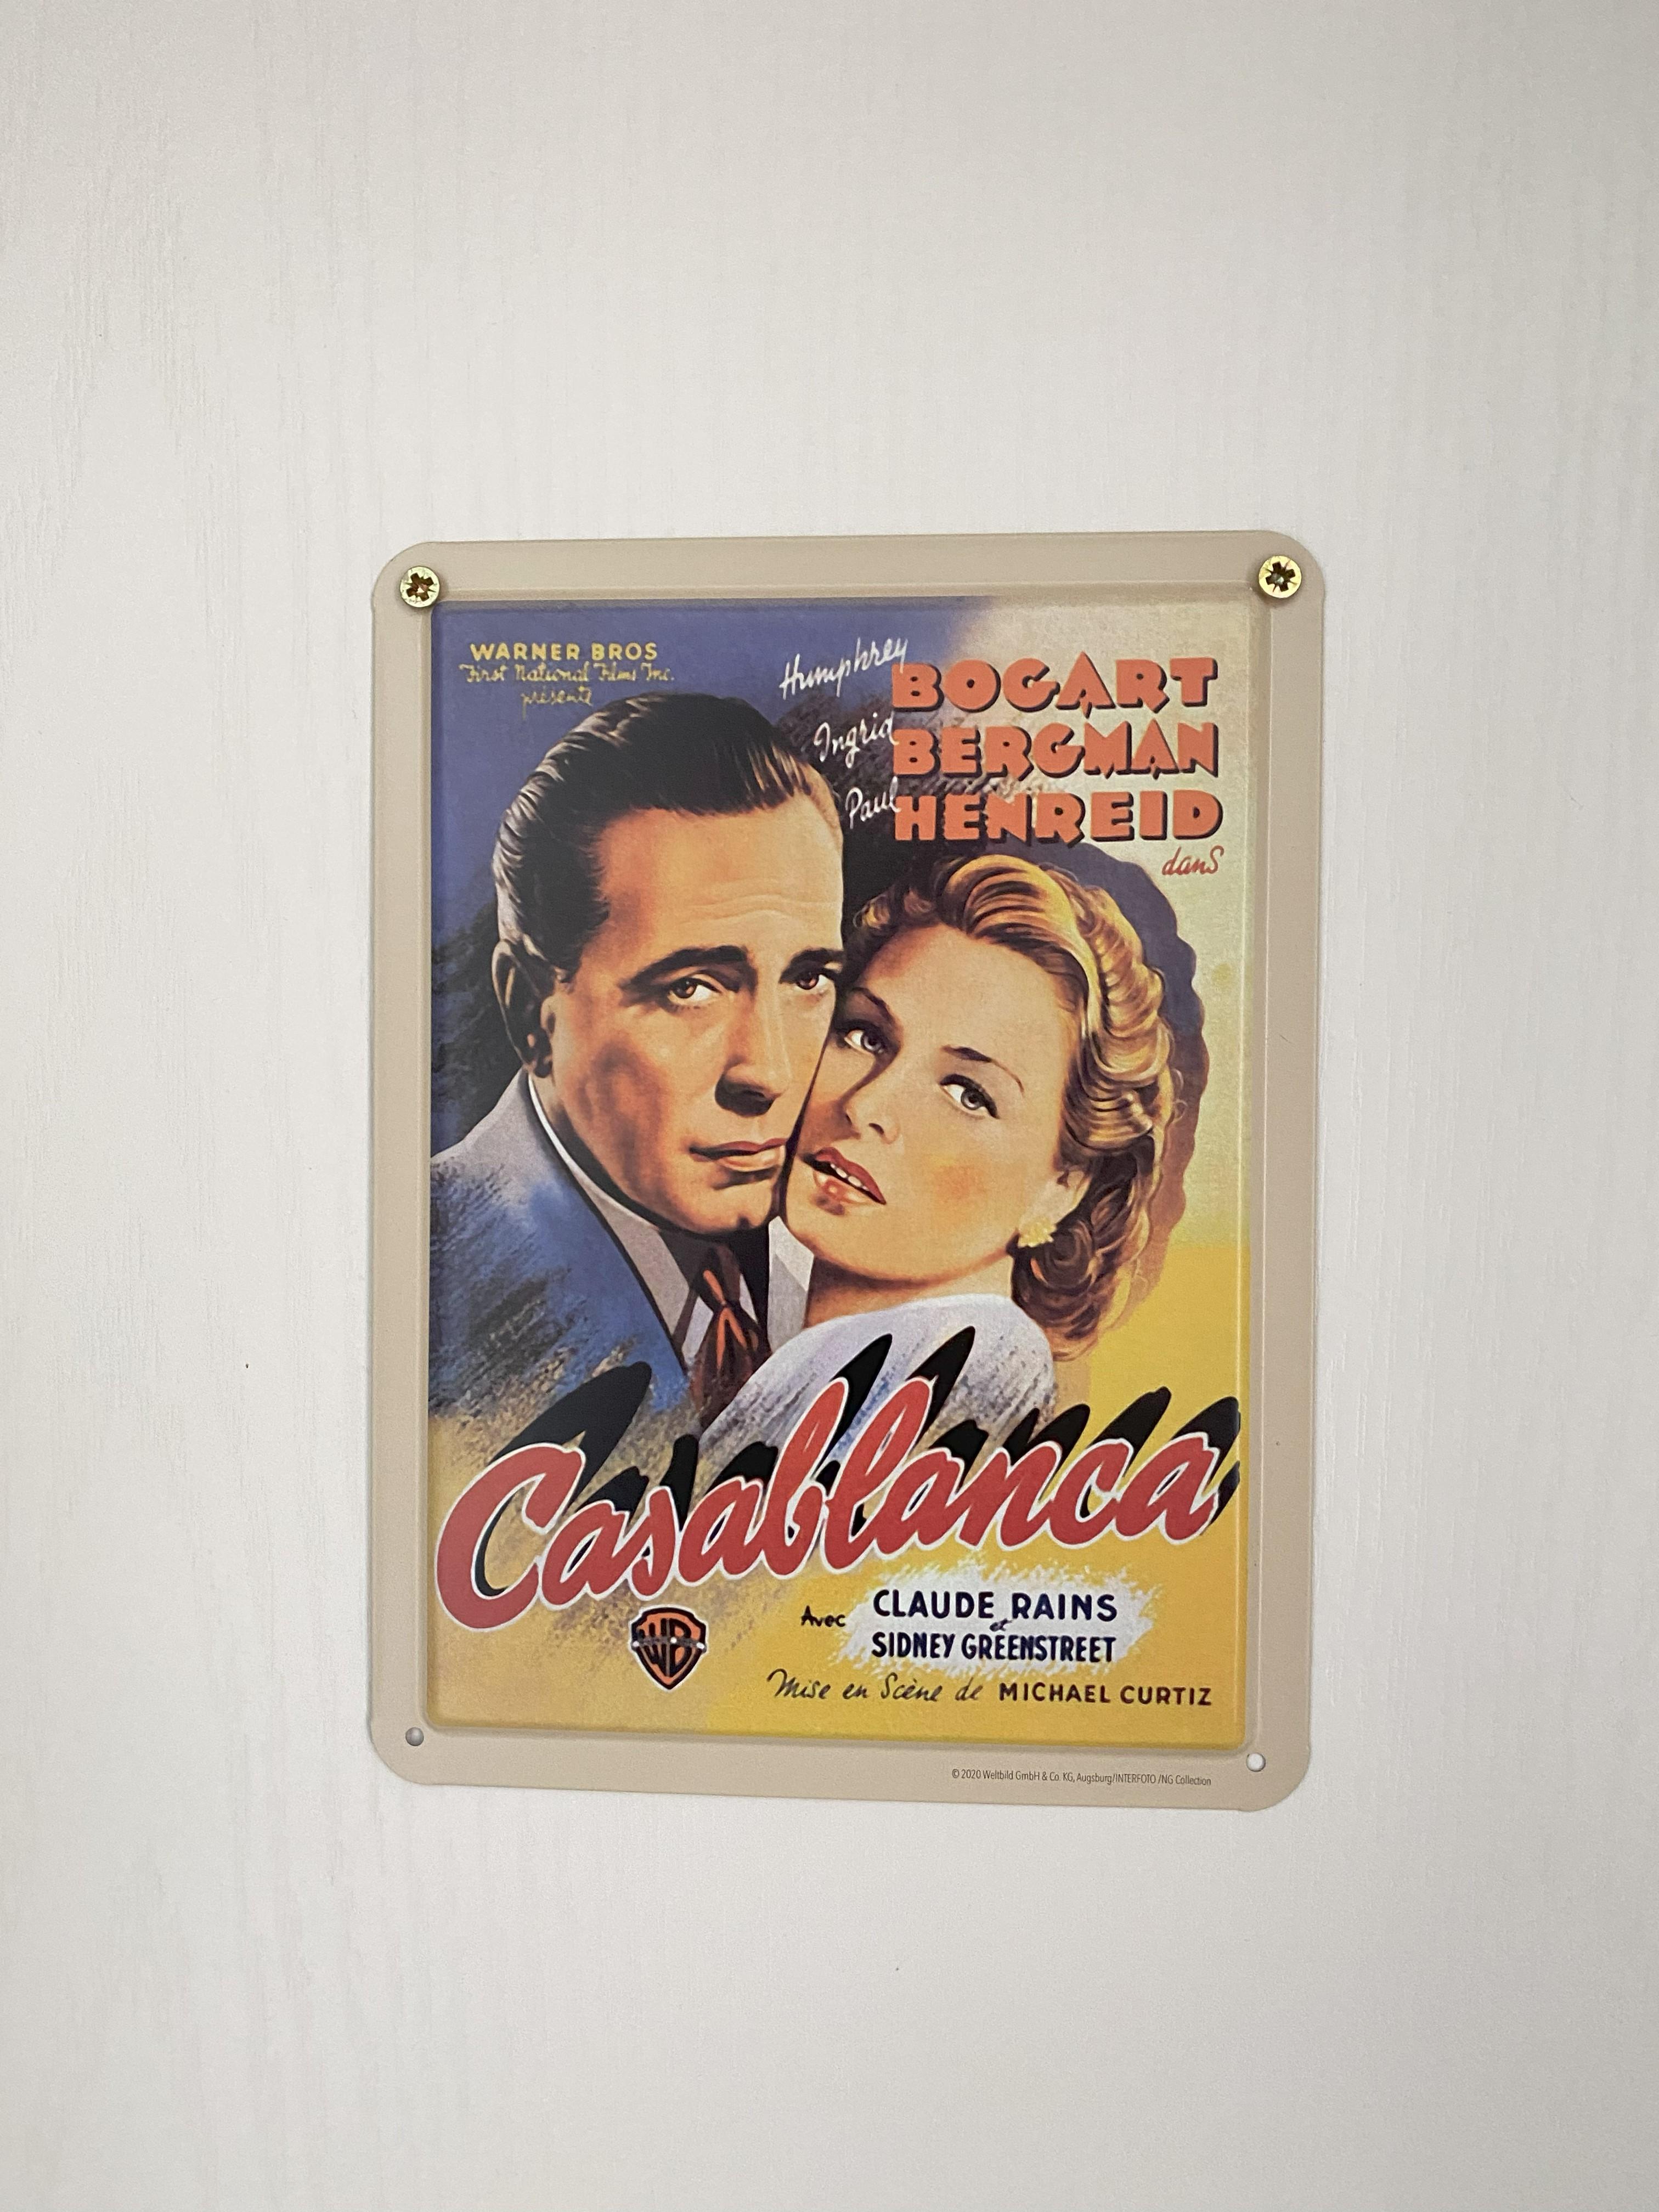 WARNER BROS
First National Films Inc.
présente
Humphrey BOGART
Ingrid BERGMAN
Paul HENREID
dans
Casablanca
WB
Avec CLAUDE RAINS
et
SIDNEY GREENSTREET
Mise en Scène de MICHAEL CURTIZ
© 2020 Weltbild GmbH & Co. KG, Augsburg/INTERFOTO /NG Collection